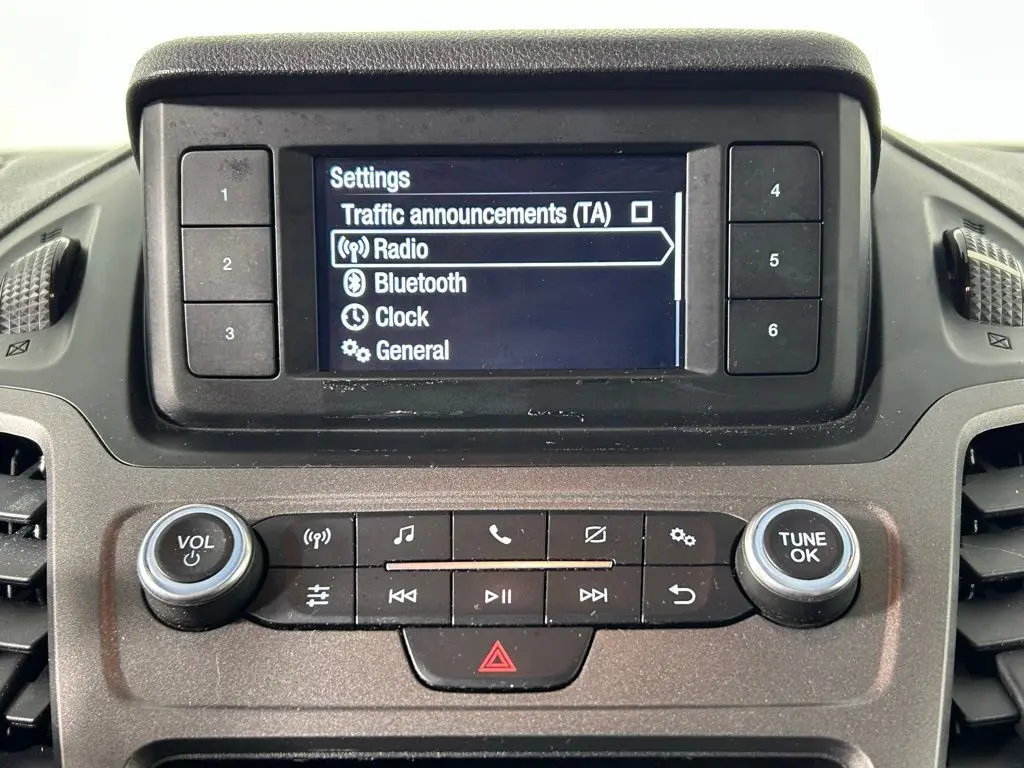 Settings
Traffic announcements (TA)
Radio
Bluetooth
Clock
General
1
2
3
4
5
6
VOL
TUNE
OK